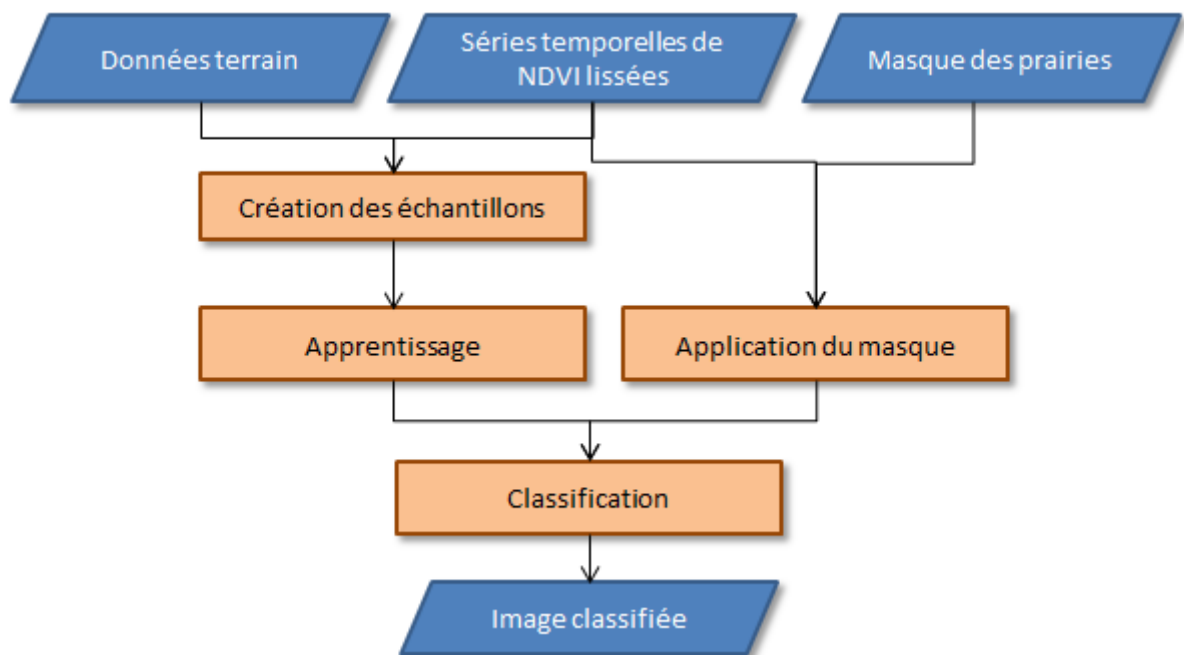 Données terrain
Séries temporelles de
NDVI lissées
Masque des prairies
Création des échantillons
Apprentissage
Application du masque
Classification
Image classifiée